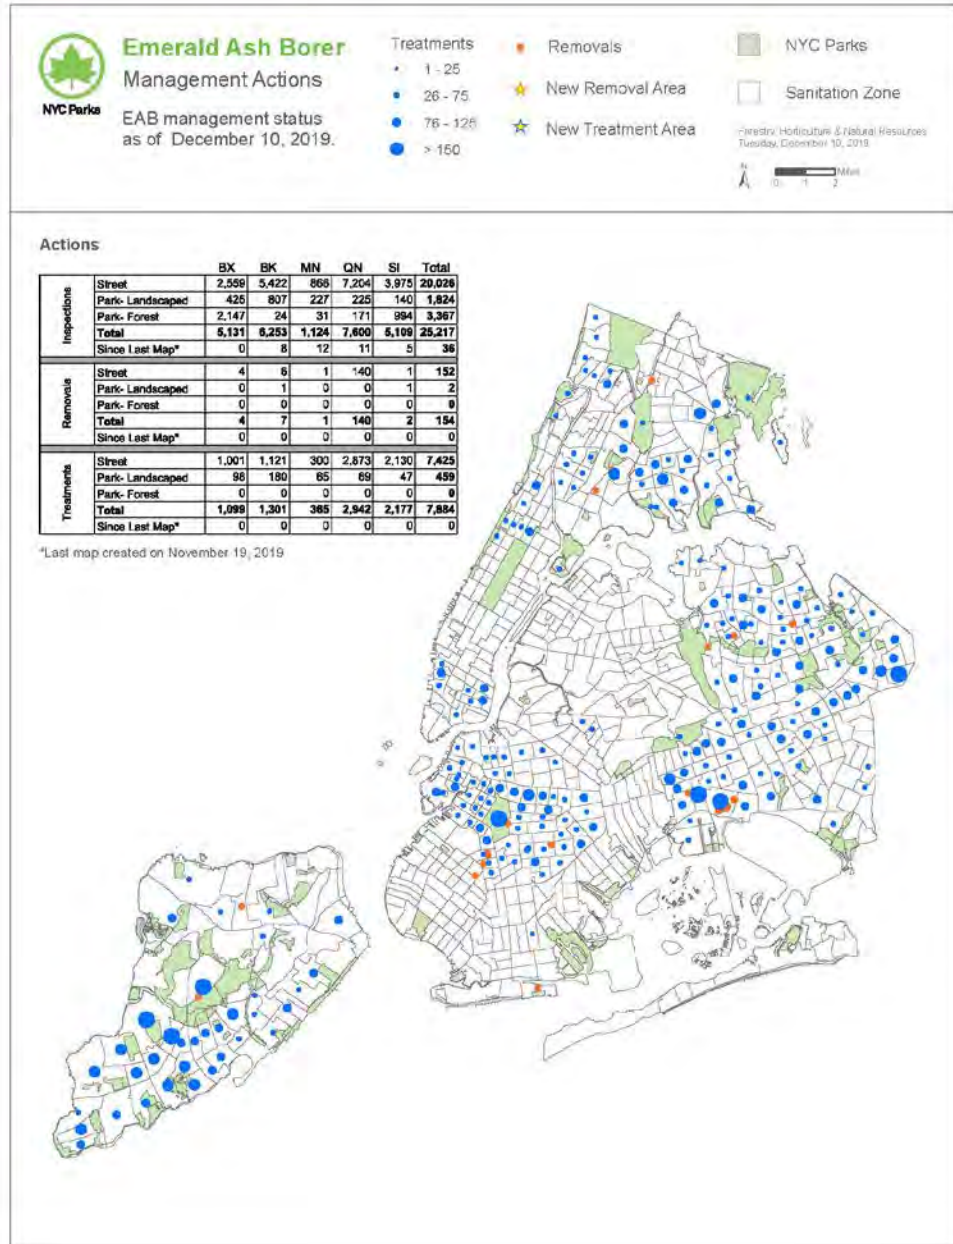 Emerald Ash Borer
Management Actions
NYC Parks
EAB management status
as of December 10, 2019.
Treatments
1 - 25
26 - 75
76 - 125
> 150
Removals
New Removal Area
New Treatment Area
NYC Parks
Sanitation Zone
Forestry, Horticulture & Natural Resources
Tuesday, December 10, 2019
N
Miles
0 1 2
Actions
BX BK MN QN SI Total
Inspections
Street 2,559 5,422 866 7,204 3,975 20,026
Park- Landscaped 425 807 227 225 140 1,824
Park- Forest 2,147 24 31 171 994 3,367
Total 5,131 6,253 1,124 7,600 5,109 25,217
Since Last Map* 0 8 12 11 5 36
Removals
Street 4 6 1 140 1 152
Park- Landscaped 0 1 0 0 1 2
Park- Forest 0 0 0 0 0 0
Total 4 7 1 140 2 154
Since Last Map* 0 0 0 0 0 0
Treatments
Street 1,001 1,121 300 2,873 2,130 7,425
Park- Landscaped 98 180 65 69 47 459
Park- Forest 0 0 0 0 0 0
Total 1,099 1,301 365 2,942 2,177 7,884
Since Last Map* 0 0 0 0 0 0
*Last map created on November 19, 2019